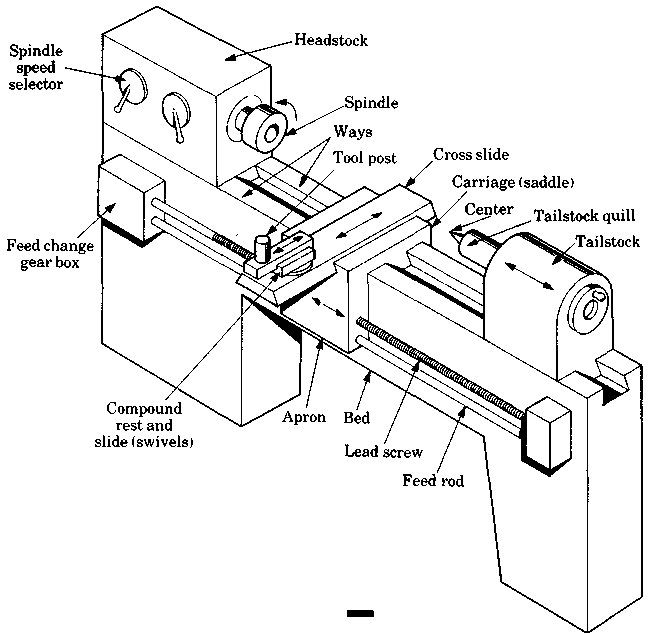 Headstock
Spindle
speed
selector
Spindle
Ways
Tool post
Cross slide
Carriage (saddle)
Center
Tailstock quill
Tailstock
Feed change
gear box
Compound
rest and
slide (swivels)
Apron
Bed
Lead screw
Feed rod